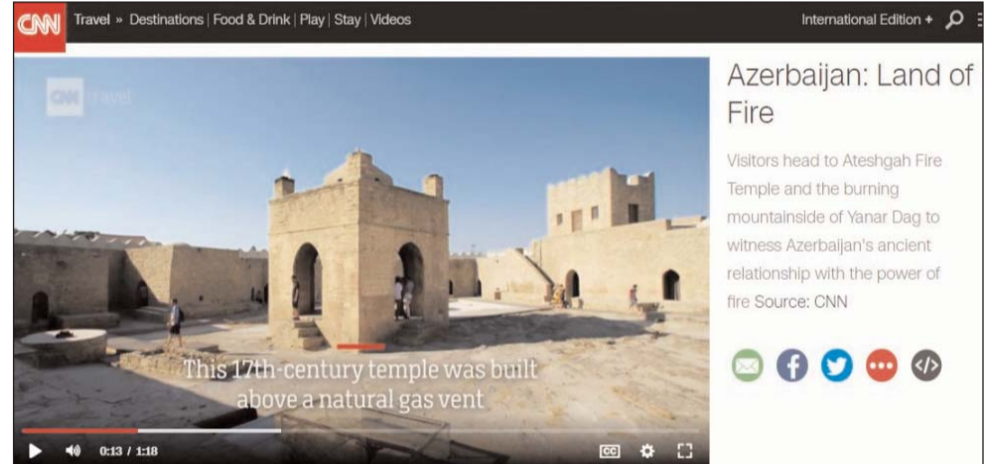 CNN Travel » Destinations | Food & Drink | Play | Stay | Videos International Edition +
CNN Travel
This 17th-century temple was built
above a natural gas vent
0:13 / 1:18 CC
Azerbaijan: Land of
Fire
Visitors head to Ateshgah Fire
Temple and the burning
mountainside of Yanar Dag to
witness Azerbaijan's ancient
relationship with the power of
fire Source: CNN